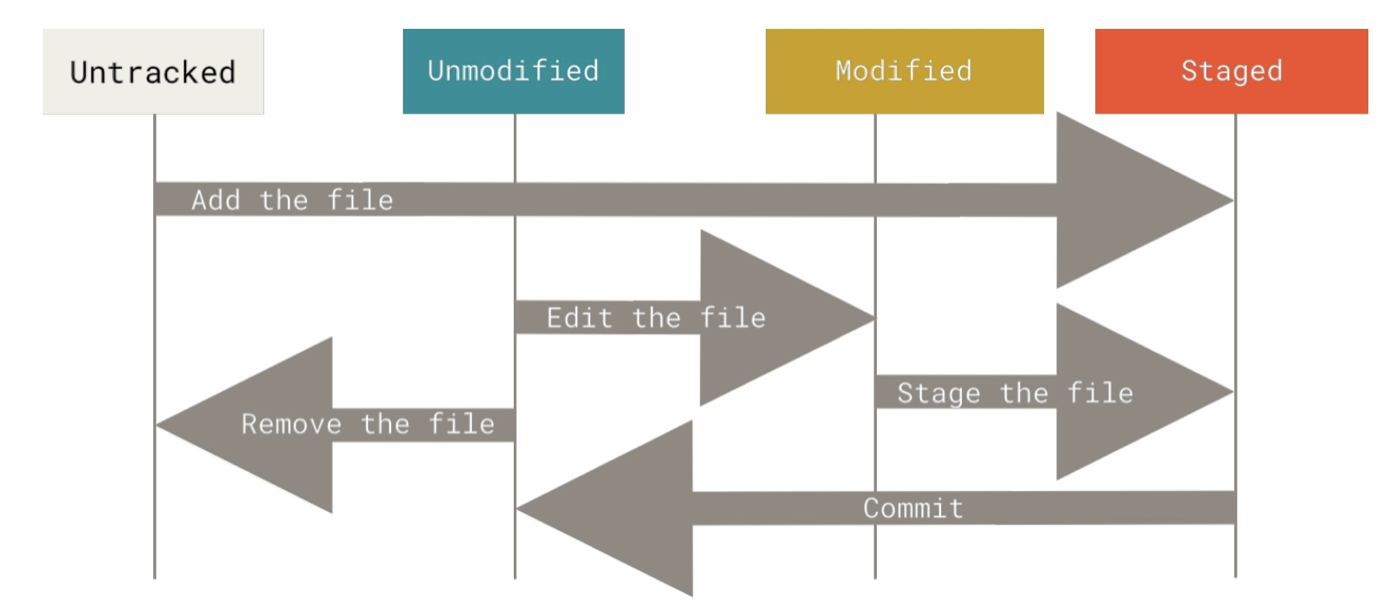 Untracked
Unmodified
Modified
Staged
Add the file
Edit the file
Stage the file
Remove the file
Commit